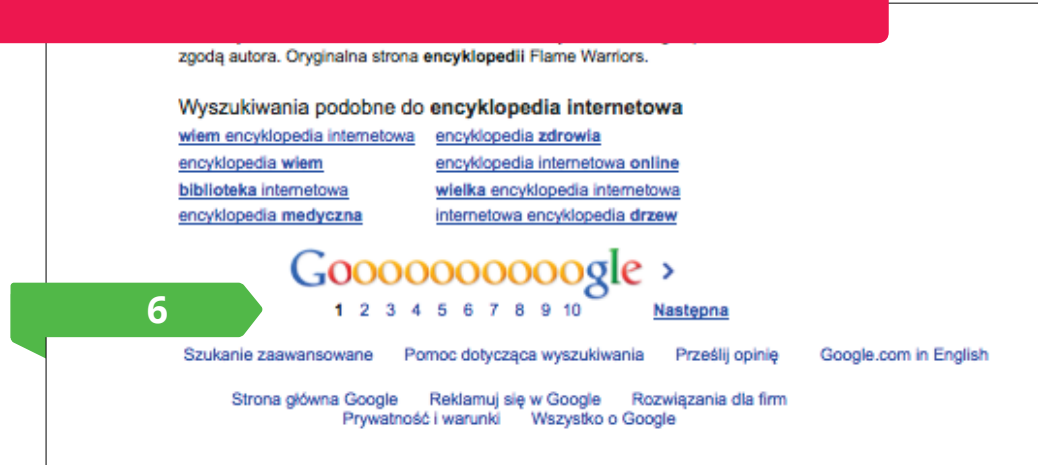 zgodą autora. Oryginalna strona encyklopedii Flame Warriors.
Wyszukiwania podobne do encyklopedia internetowa
wiem encyklopedia internetowa encyklopedia zdrowia
encyklopedia wiem encyklopedia internetowa online
biblioteka internetowa wielka encyklopedia internetowa
encyklopedia medyczna internetowa encyklopedia drzew
Goooooooooogle >
6
1 2 3 4 5 6 7 8 9 10 Następna
Szukanie zaawansowane Pomoc dotycząca wyszukiwania Prześlij opinię Google.com in English
Strona główna Google Reklamuj się w Google Rozwiązania dla firm
Prywatność i warunki Wszystko o Google